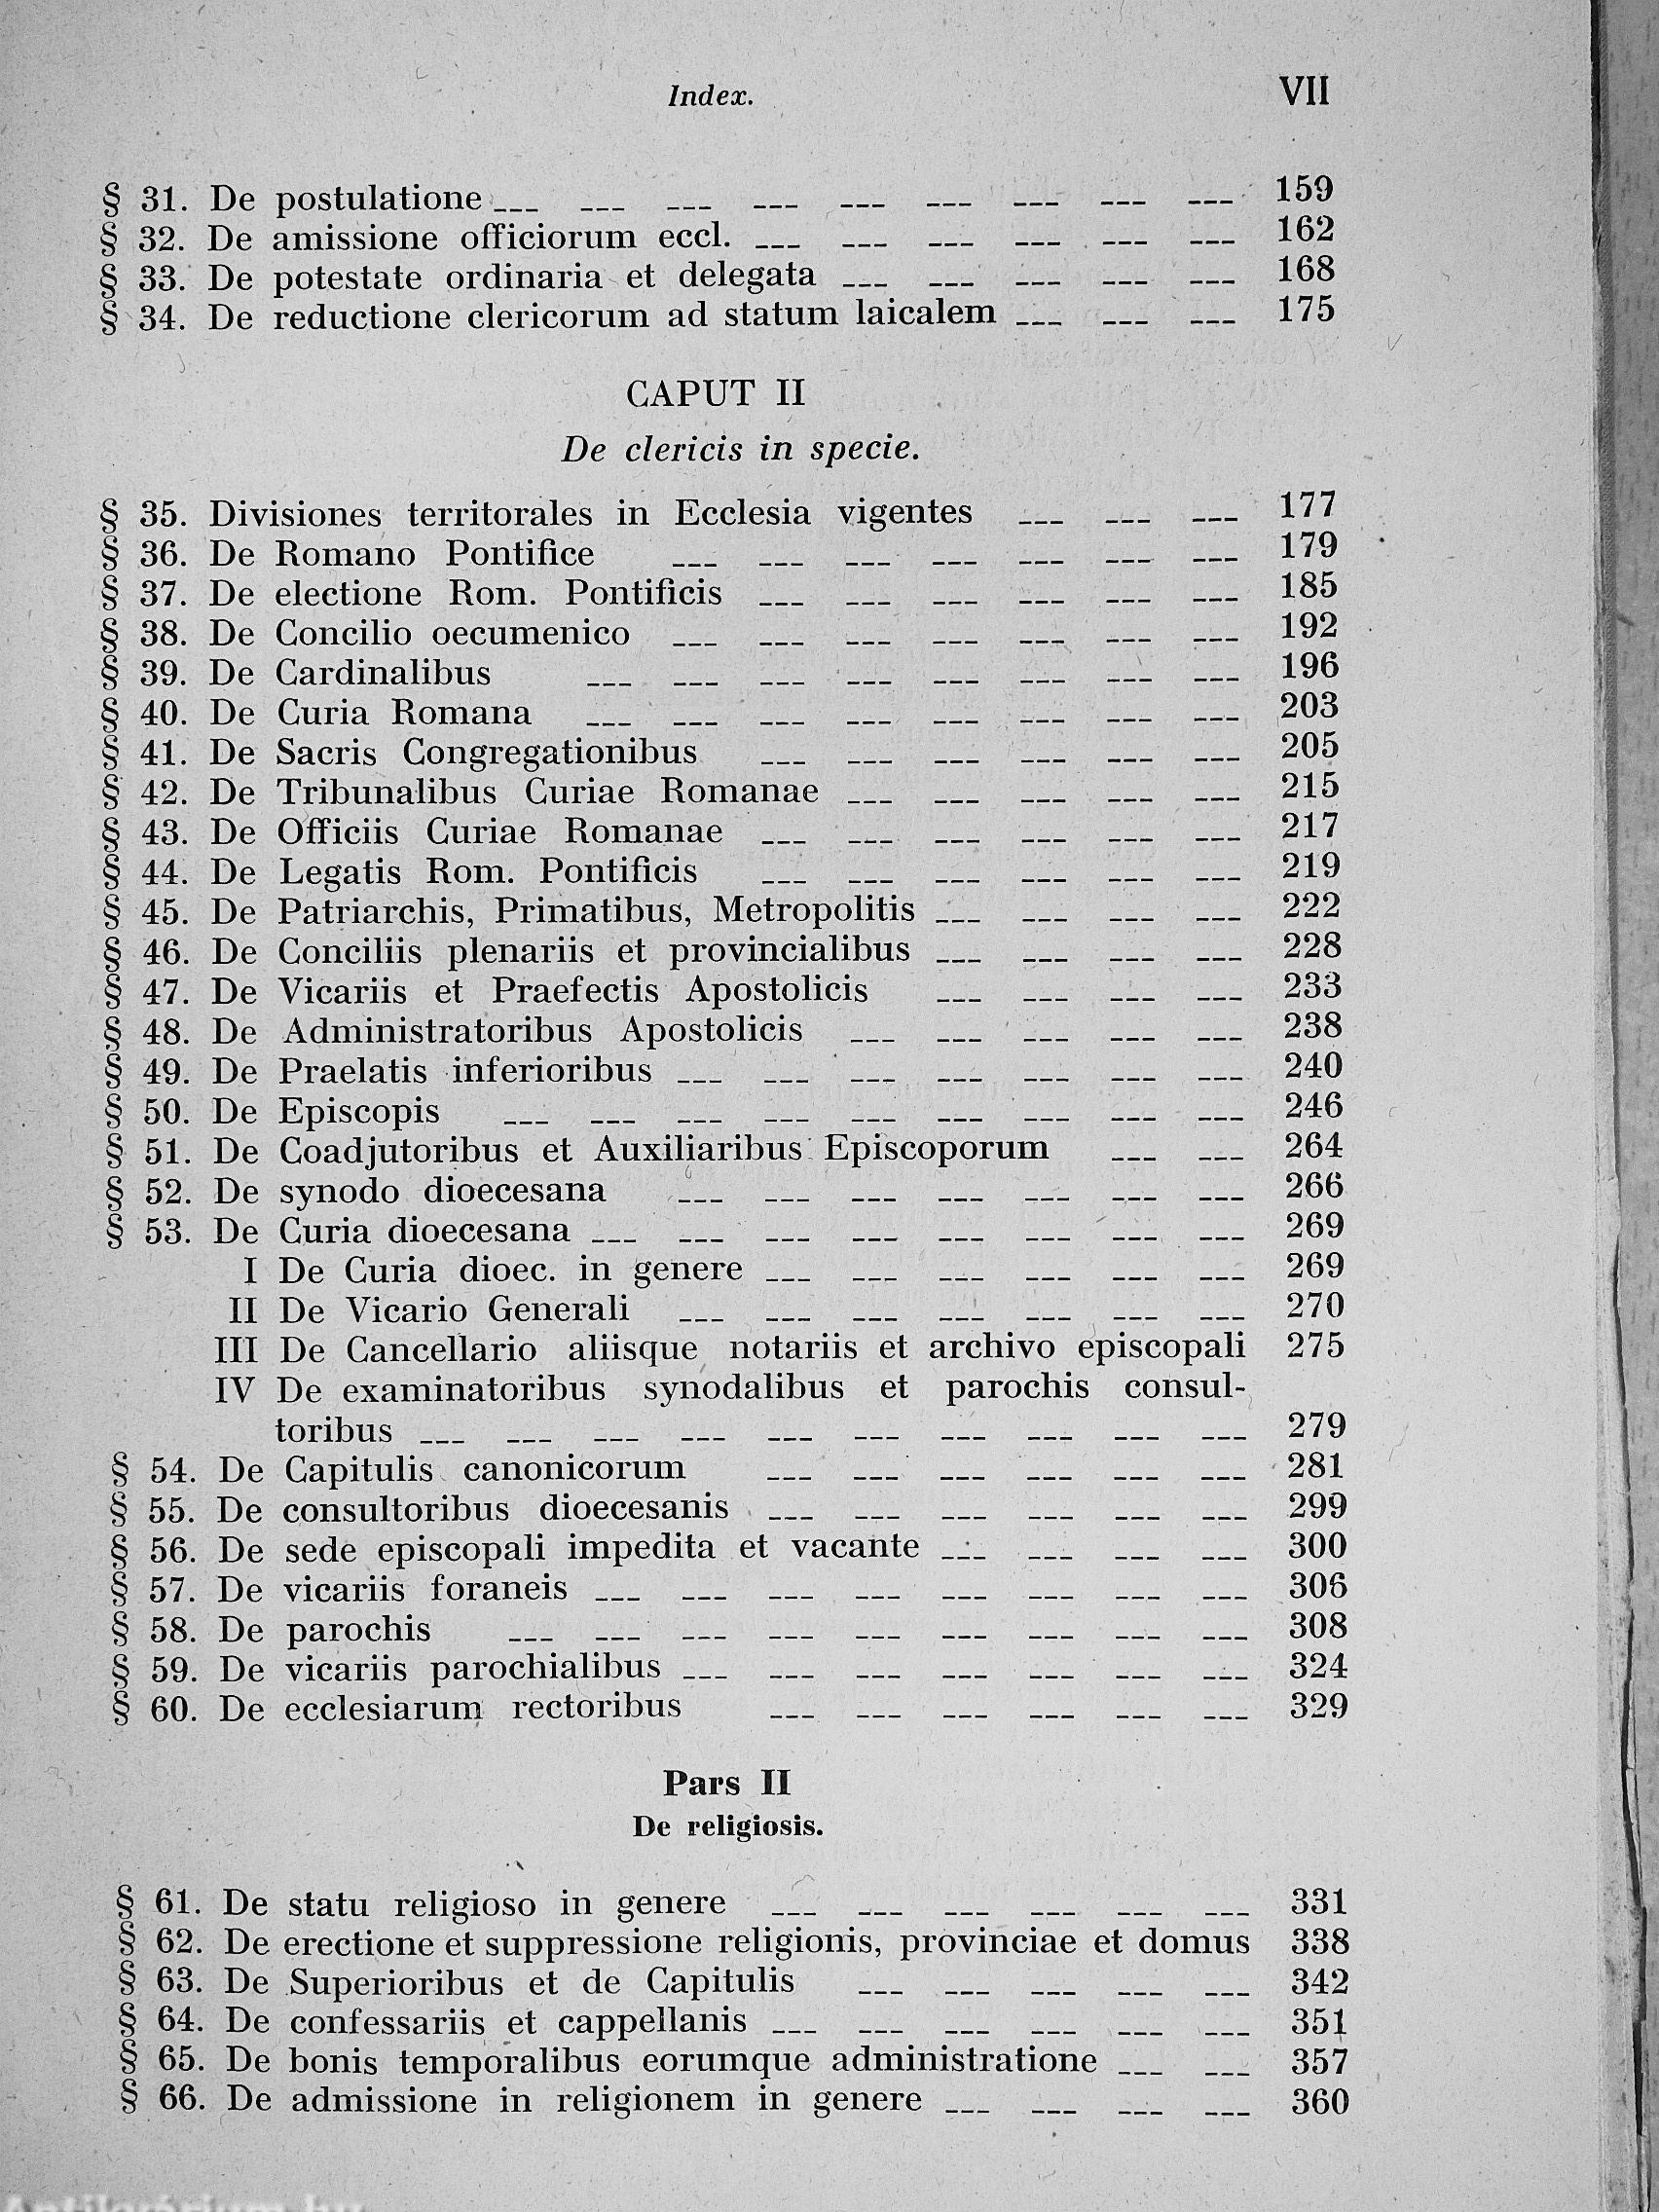 Index. VII
§ 31. De postulatione --- --- --- --- --- --- --- --- --- 159
§ 32. De amissione officiorum eccl. --- --- --- --- --- --- 162
§ 33. De potestate ordinaria et delegata --- --- --- --- --- 168
§ 34. De reductione clericorum ad statum laicalem --- --- --- 175
CAPUT II
De clericis in specie.
§ 35. Divisiones territorales in Ecclesia vigentes --- --- --- 177
§ 36. De Romano Pontifice --- --- --- --- --- --- --- 179
§ 37. De electione Rom. Pontificis --- --- --- --- --- --- 185
§ 38. De Concilio oecumenico --- --- --- --- --- --- --- 192
§ 39. De Cardinalibus --- --- --- --- --- --- --- --- 196
§ 40. De Curia Romana --- --- --- --- --- --- --- --- 203
§ 41. De Sacris Congregationibus --- --- --- --- --- --- 205
§ 42. De Tribunalibus Curiae Romanae --- --- --- --- --- 215
§ 43. De Officiis Curiae Romanae --- --- --- --- --- --- 217
§ 44. De Legatis Rom. Pontificis --- --- --- --- --- --- 219
§ 45. De Patriarchis, Primatibus, Metropolitis --- --- --- --- 222
§ 46. De Conciliis plenariis et provincialibus --- --- --- --- 228
§ 47. De Vicariis et Praefectis Apostolicis --- --- --- --- 233
§ 48. De Administratoribus Apostolicis --- --- --- --- --- 238
§ 49. De Praelatis inferioribus --- --- --- --- --- --- --- 240
§ 50. De Episcopis --- --- --- --- --- --- --- --- --- 246
§ 51. De Coadjutoribus et Auxiliaribus Episcoporum --- --- 264
§ 52. De synodo dioecesana --- --- --- --- --- --- --- 266
§ 53. De Curia dioecesana --- --- --- --- --- --- --- --- 269
I De Curia dioec. in genere --- --- --- --- --- --- 269
II De Vicario Generali --- --- --- --- --- --- --- 270
III De Cancellario aliisque notariis et archivo episcopali 275
IV De examinatoribus synodalibus et parochis consul-
toribus --- --- --- --- --- --- --- --- --- --- 279
§ 54. De Capitulis canonicorum --- --- --- --- --- --- 281
§ 55. De consultoribus dioecesanis --- --- --- --- --- --- 299
§ 56. De sede episcopali impedita et vacante --- --- --- --- 300
§ 57. De vicariis foraneis --- --- --- --- --- --- --- --- 306
§ 58. De parochis --- --- --- --- --- --- --- --- --- 308
§ 59. De vicariis parochialibus --- --- --- --- --- --- --- 324
§ 60. De ecclesiarum rectoribus --- --- --- --- --- --- 329
Pars II
De religiosis.
§ 61. De statu religioso in genere --- --- --- --- --- --- 331
§ 62. De erectione et suppressione religionis, provinciae et domus 338
§ 63. De Superioribus et de Capitulis --- --- --- --- --- 342
§ 64. De confessariis et cappellanis --- --- --- --- --- --- 351
§ 65. De bonis temporalibus eorumque administratione --- --- 357
§ 66. De admissione in religionem in genere --- --- --- --- 360